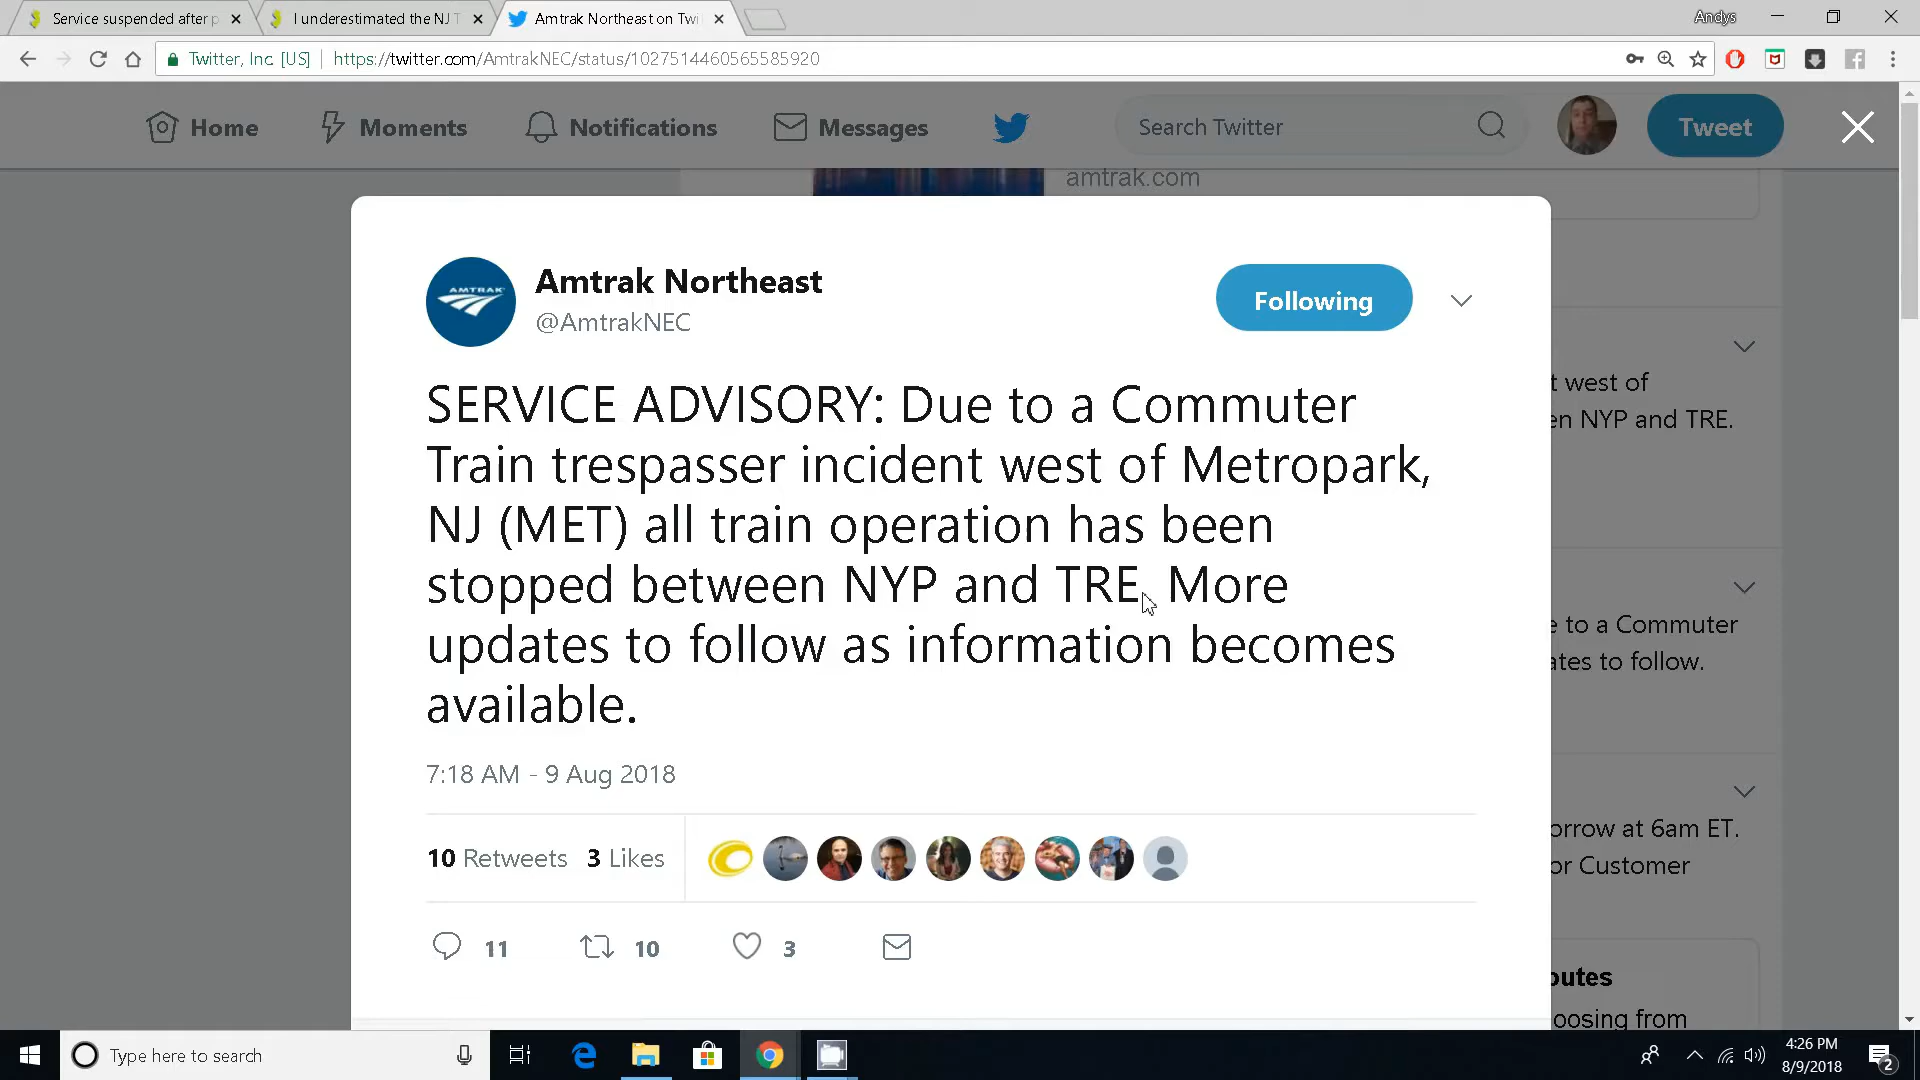 Service suspended after p
I underestimated the NJ T
Amtrak Northeast on Twi
Andys
Twitter, Inc. [US]
https://twitter.com/AmtrakNEC/status/1027514460565585920
Home
Moments
Notifications
Messages
Search Twitter
Tweet
amtrak.com
AMTRAK
Amtrak Northeast
@AmtrakNEC
Following
SERVICE ADVISORY: Due to a Commuter
Train trespasser incident west of Metropark,
NJ (MET) all train operation has been
stopped between NYP and TRE. More
updates to follow as information becomes
available.
7:18 AM - 9 Aug 2018
10 Retweets 3 Likes
11
10
3
t west of
en NYP and TRE.
e to a Commuter
ates to follow.
orrow at 6am ET.
or Customer
outes
oosing from
Type here to search
4:26 PM
8/9/2018
2